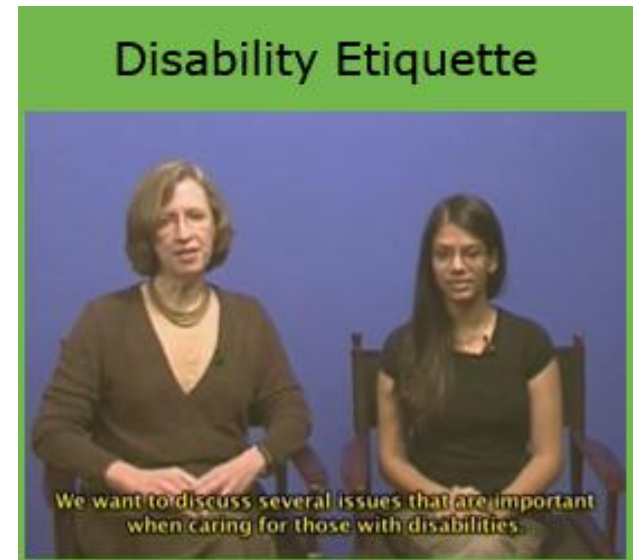 Disability Etiquette
We want to discuss several issues that are important
when caring for those with disabilities.